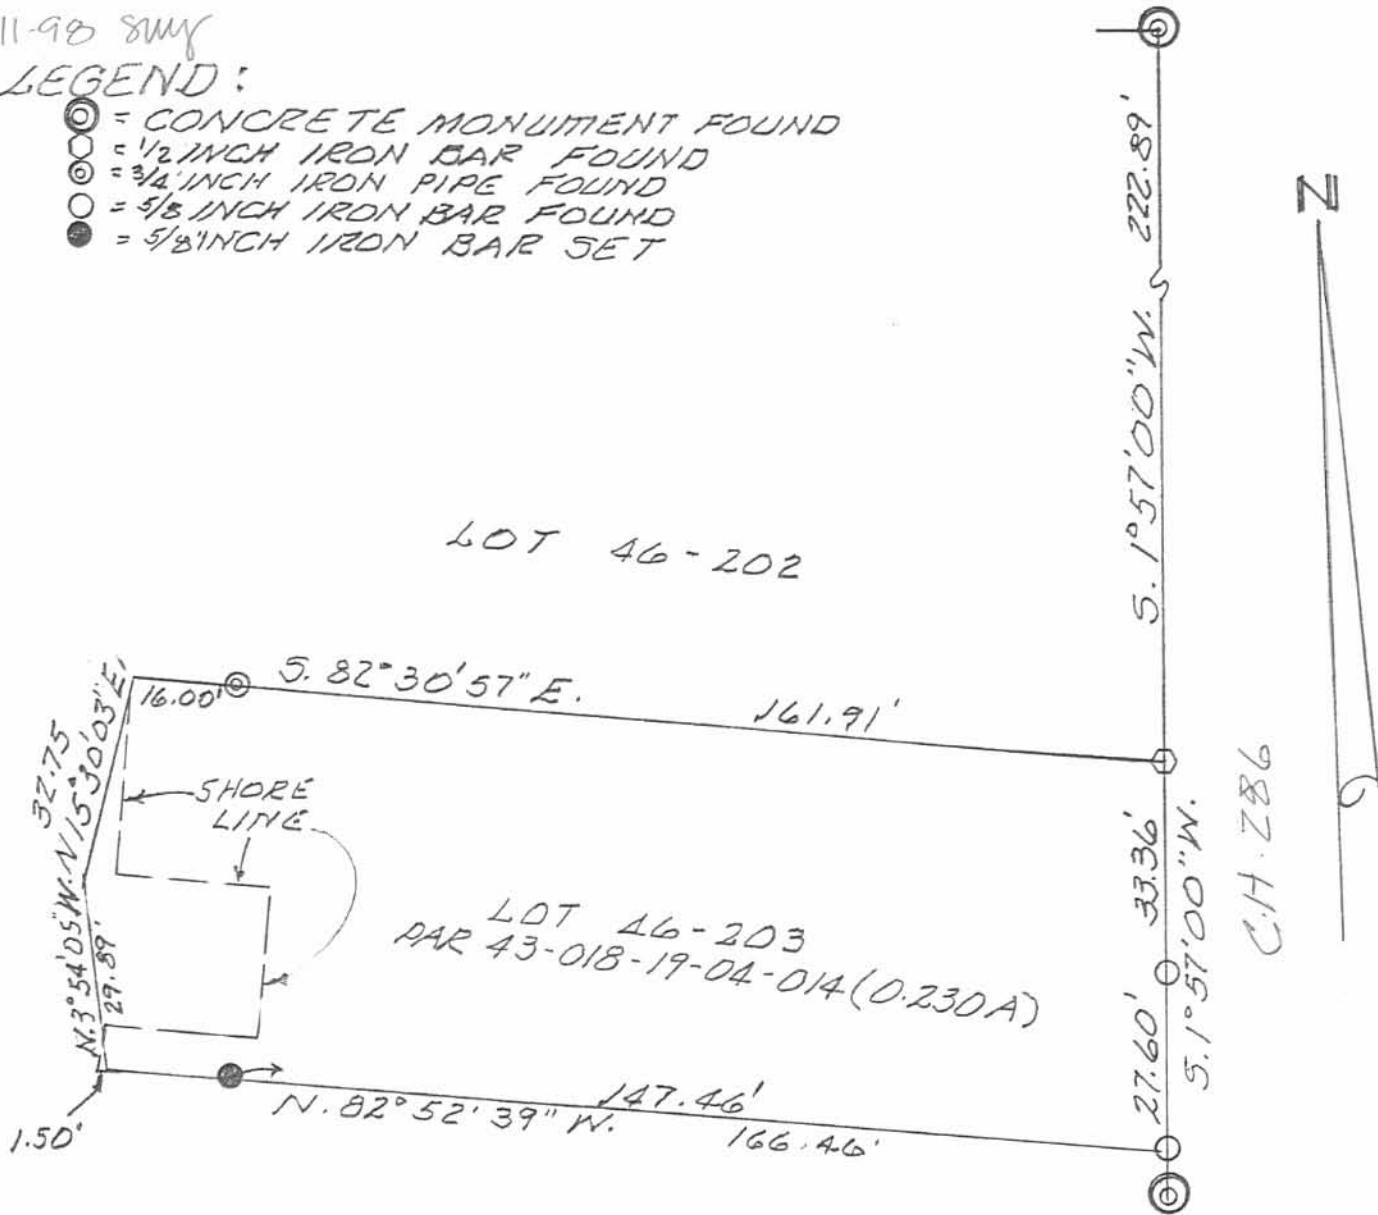 11-98
LEGEND:
= CONCRETE MONUMENT FOUND
= 1/2 INCH IRON BAR FOUND
= 3/4 INCH IRON PIPE FOUND
= 5/8 INCH IRON BAR FOUND
= 5/8" INCH IRON BAR SET
222.89'
N
S. 1°57'00"W.
LOT 46-202
S. 82°30'57"E.
16.00'
161.91'
32.75
N 15°30'03"E.
SHORE
LINE
33.36'
S. 1°57'00"W.
C.H. 286
LOT 46-203
PAR 43-018-19-04-014 (0.230A)
N.3°54'05"W.
29.89'
27.60'
147.46'
N. 82°52'39" W.
166.46'
1.50'